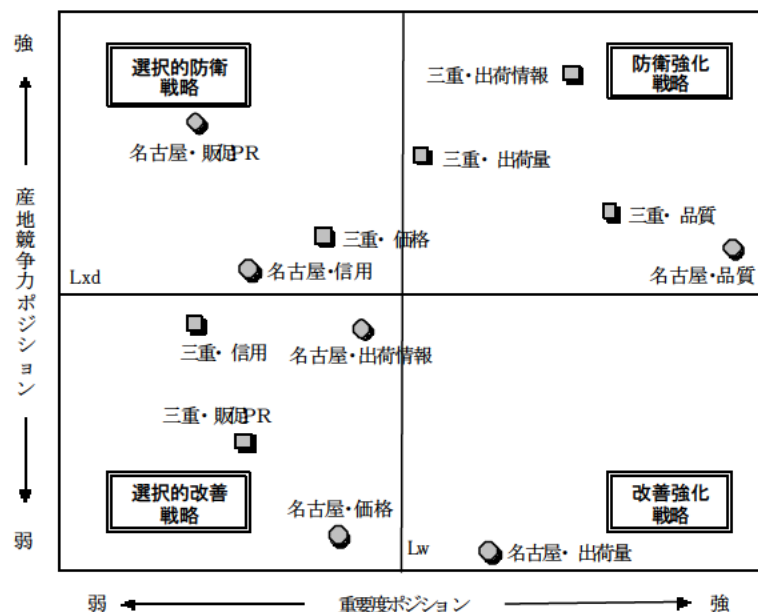 強
選択的防衛
戦略
三重・出荷情報
防衛強化
戦略
名古屋・販促PR
三重・出荷量
産地競争力ポジション
三重・品質
三重・価格
名古屋・信用
名古屋・品質
Lxd
三重・信用
名古屋・出荷情報
三重・販促PR
選択的改善
戦略
名古屋・価格
改善強化
戦略
弱
Lw
名古屋・出荷量
弱
重要度ポジション
強